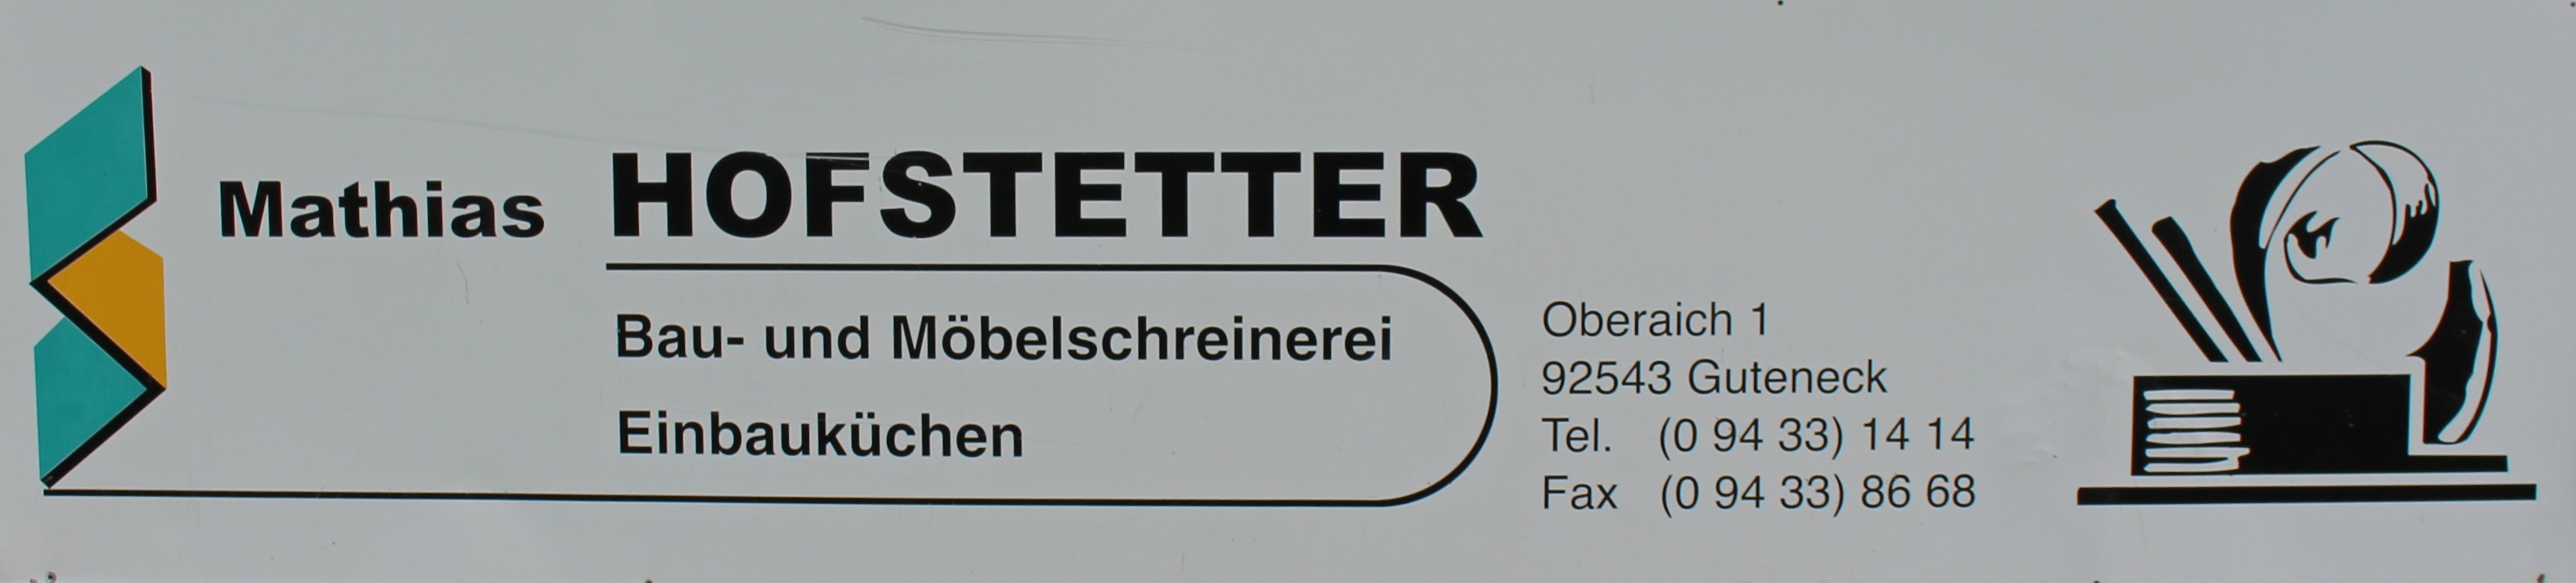 Mathias HOFSTETTER
Bau- und Möbelschreinerei
Einbauküchen
Oberaich 1
92543 Guteneck
Tel. (0 94 33) 14 14
Fax (0 94 33) 86 68